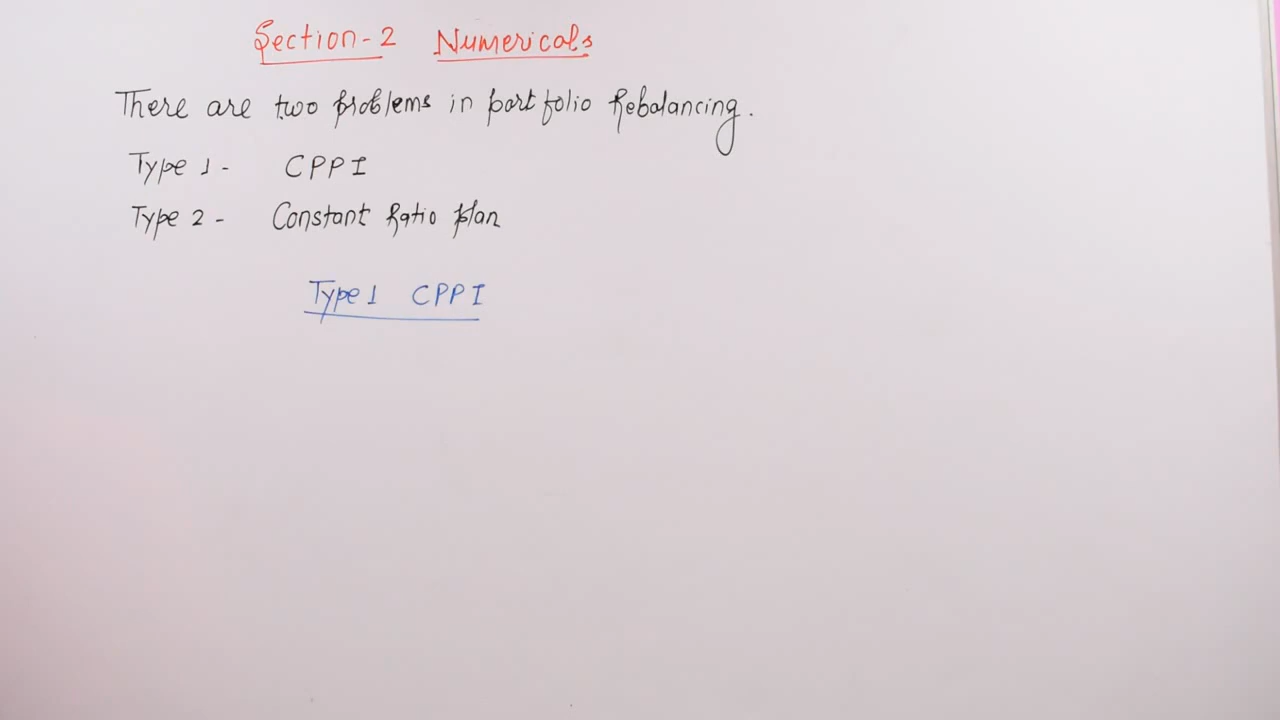 Section-2 Numericals
There are two problems in portfolio Rebalancing.
Type 1 - CPPI
Type 2 - Constant Ratio plan
Type 1 CPPI